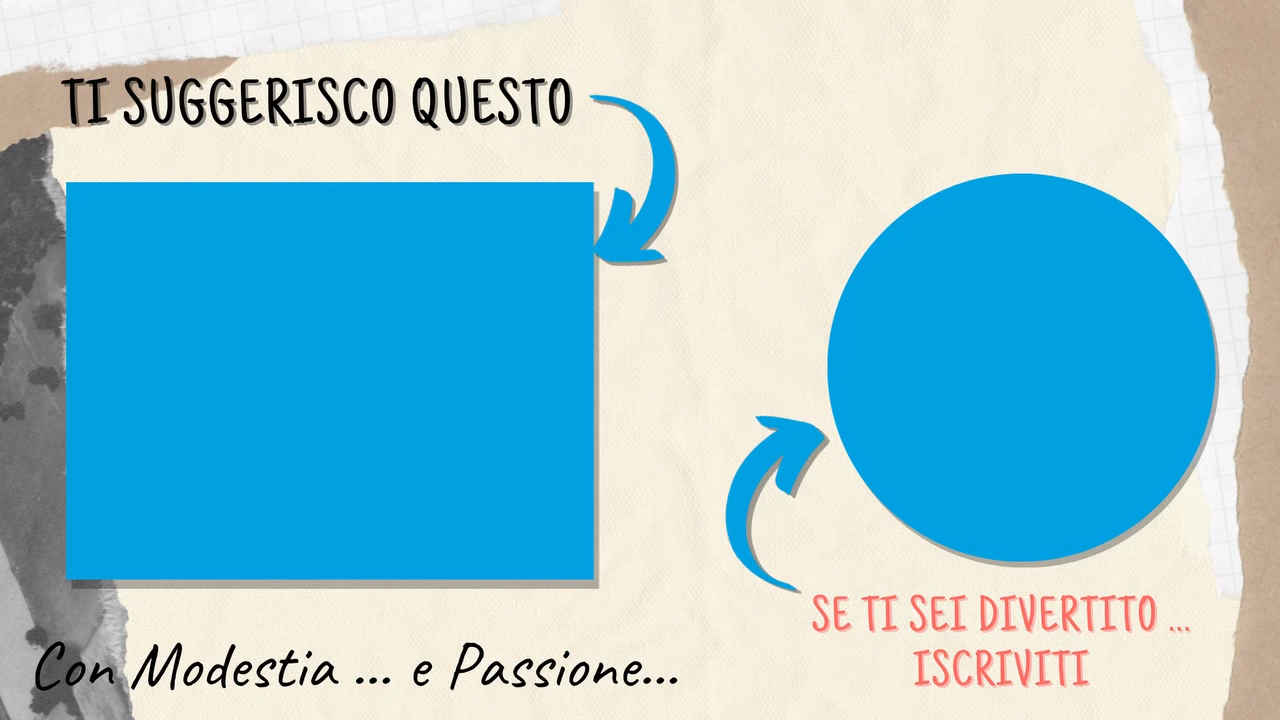 TI SUGGERISCO QUESTO
SE TI SEI DIVERTITO ...
ISCRIVITI
Con Modestia ... e Passione...